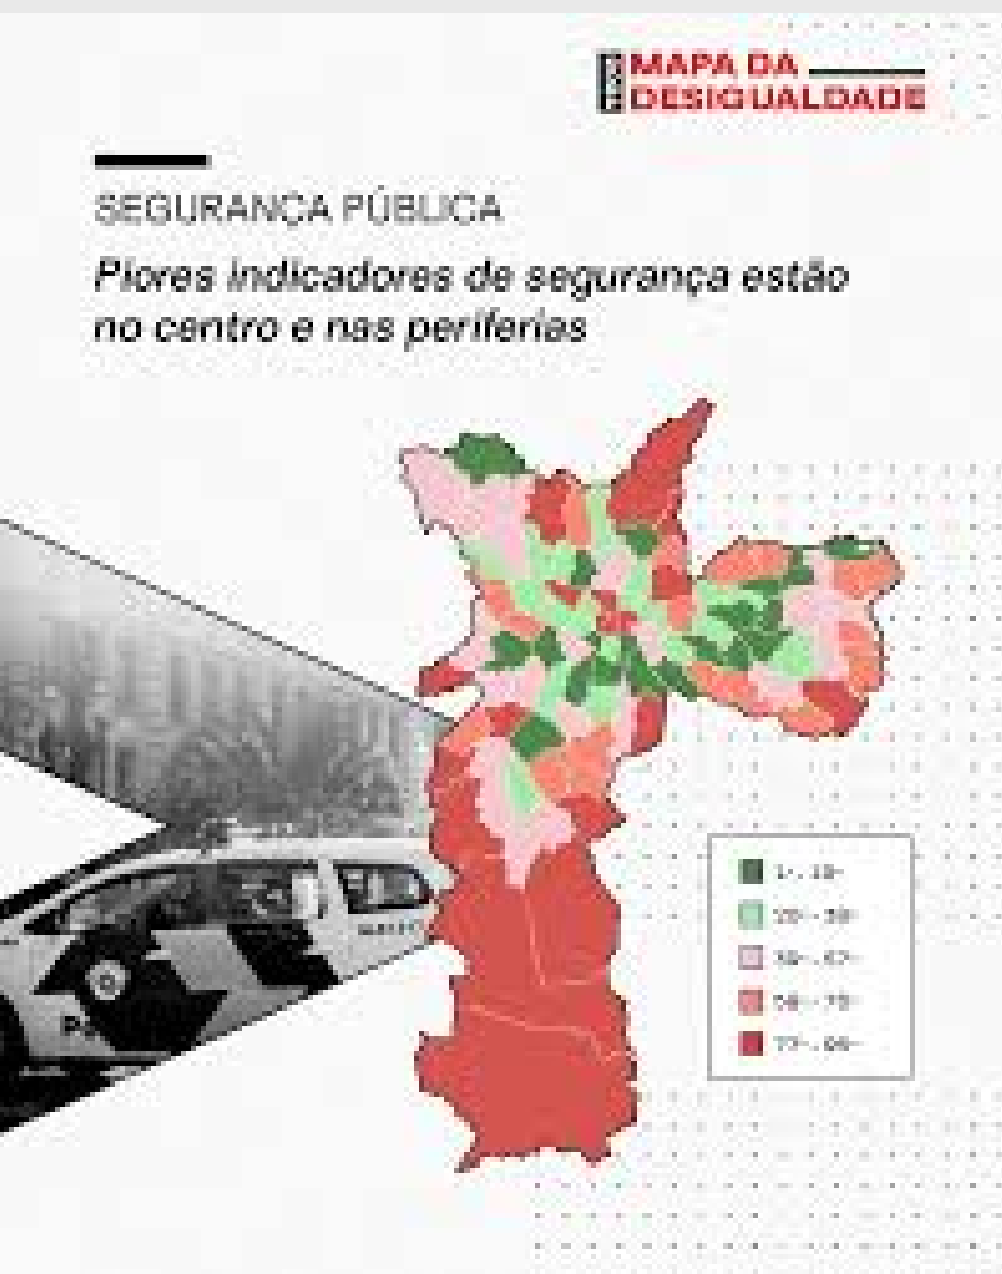 MAPA DA
DESIGUALDADE
SEGURANÇA PÚBLICA
Piores indicadores de segurança estão
no centro e nas periferias